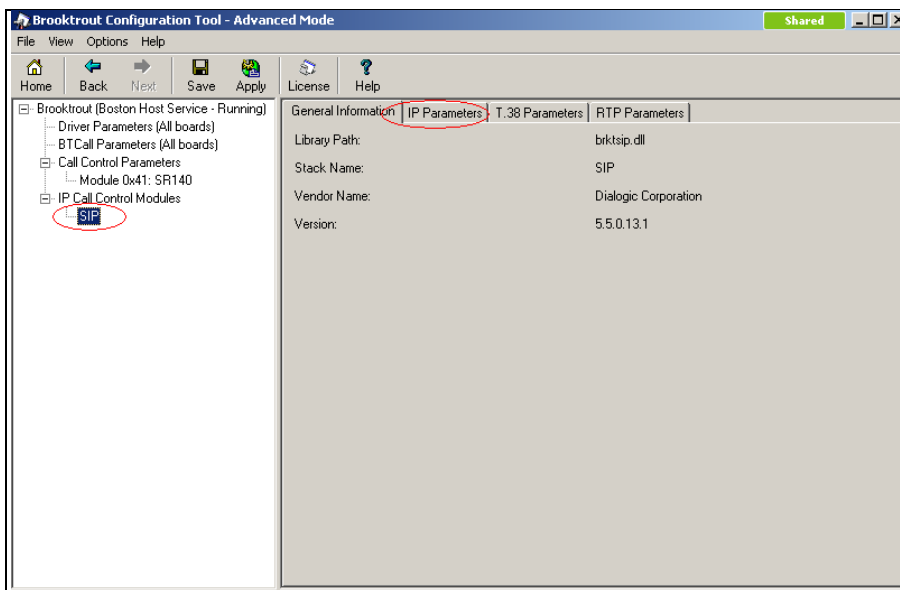 Brooktrout Configuration Tool - Advanced Mode
Shared
File View Options Help
Home Back Next Save Apply License Help
Brooktrout (Boston Host Service - Running)
Driver Parameters (All boards)
BTCall Parameters (All boards)
Call Control Parameters
Module 0x41: SR140
IP Call Control Modules
SIP
General Information IP Parameters T.38 Parameters RTP Parameters
Library Path: brktsip.dll
Stack Name: SIP
Vendor Name: Dialogic Corporation
Version: 5.5.0.13.1